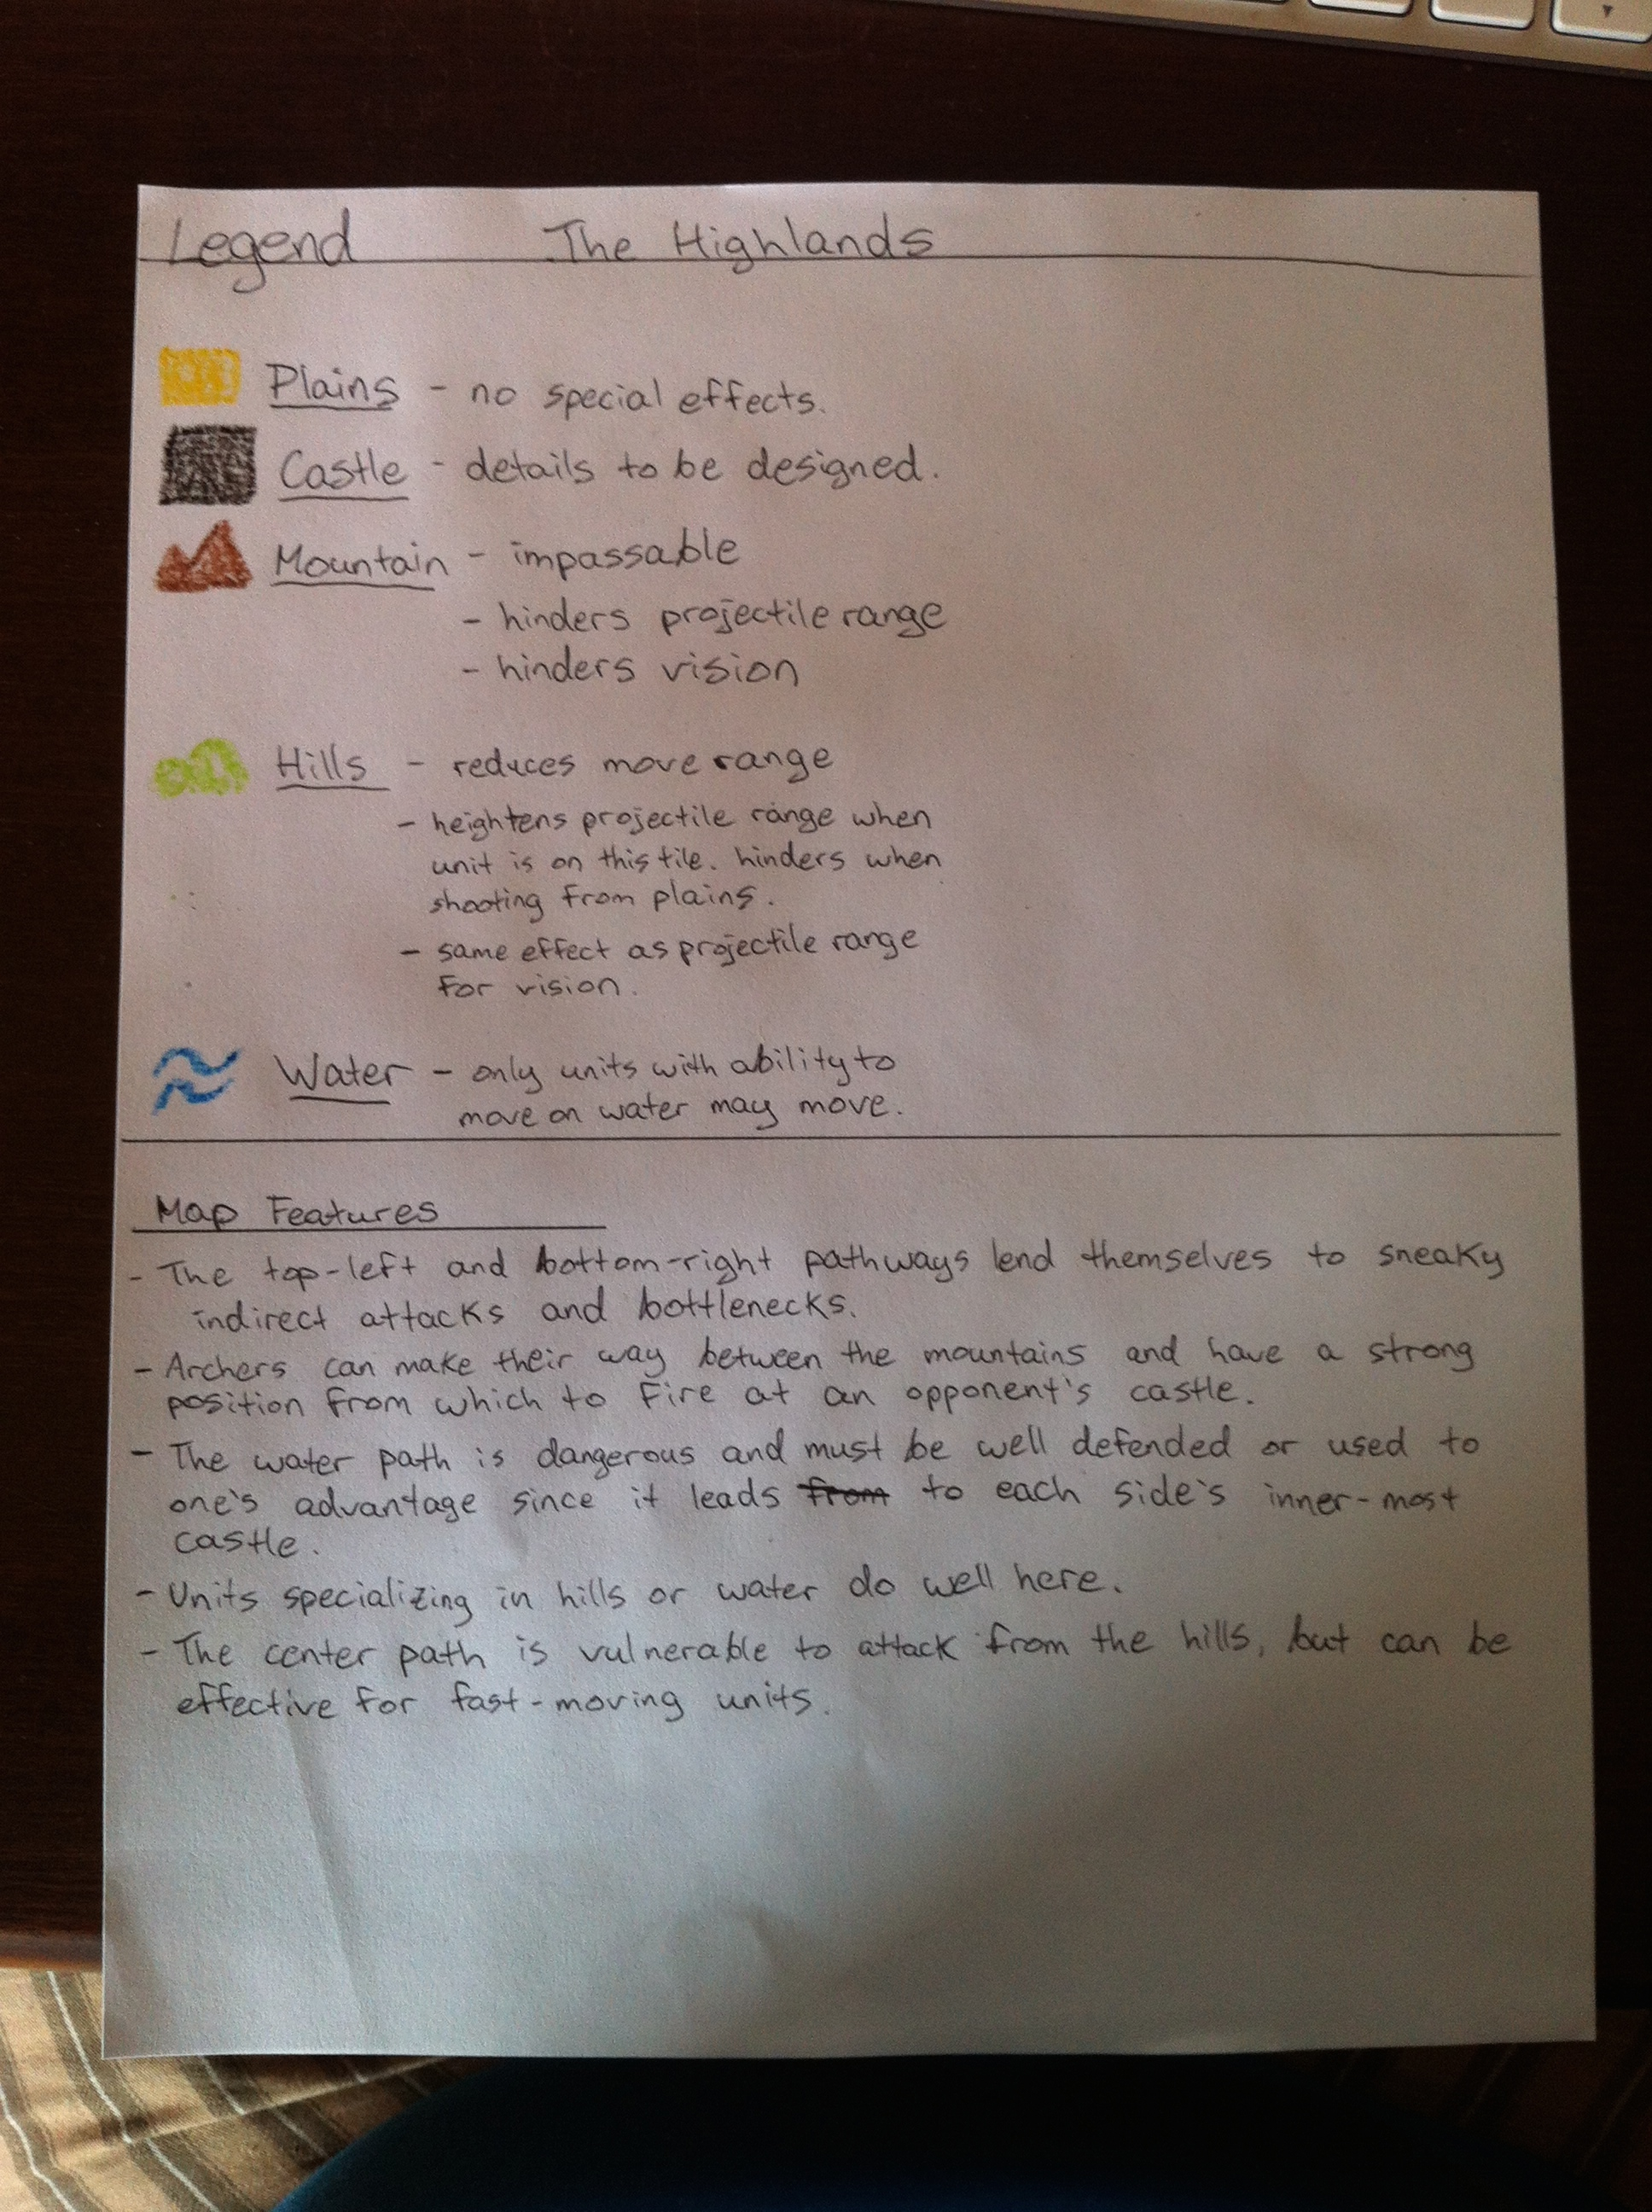 Legend The Highlands
Plains - no special effects.
Castle - details to be designed.
Mountain - impassable
- hinders projectile range
- hinders vision
Hills - reduces move range
- heightens projectile range when
unit is on this tile. hinders when
shooting from plains.
- same effect as projectile range
for vision.
Water - only units with ability to
move on water may move.
Map Features
- The top-left and bottom-right pathways lend themselves to sneaky
indirect attacks and bottlenecks.
- Archers can make their way between the mountains and have a strong
position from which to fire at an opponent's castle.
- The water path is dangerous and must be well defended or used to
one's advantage since it leads from to each side's inner-most
castle.
- Units specializing in hills or water do well here.
- The center path is vulnerable to attack from the hills, but can be
effective for fast-moving units.